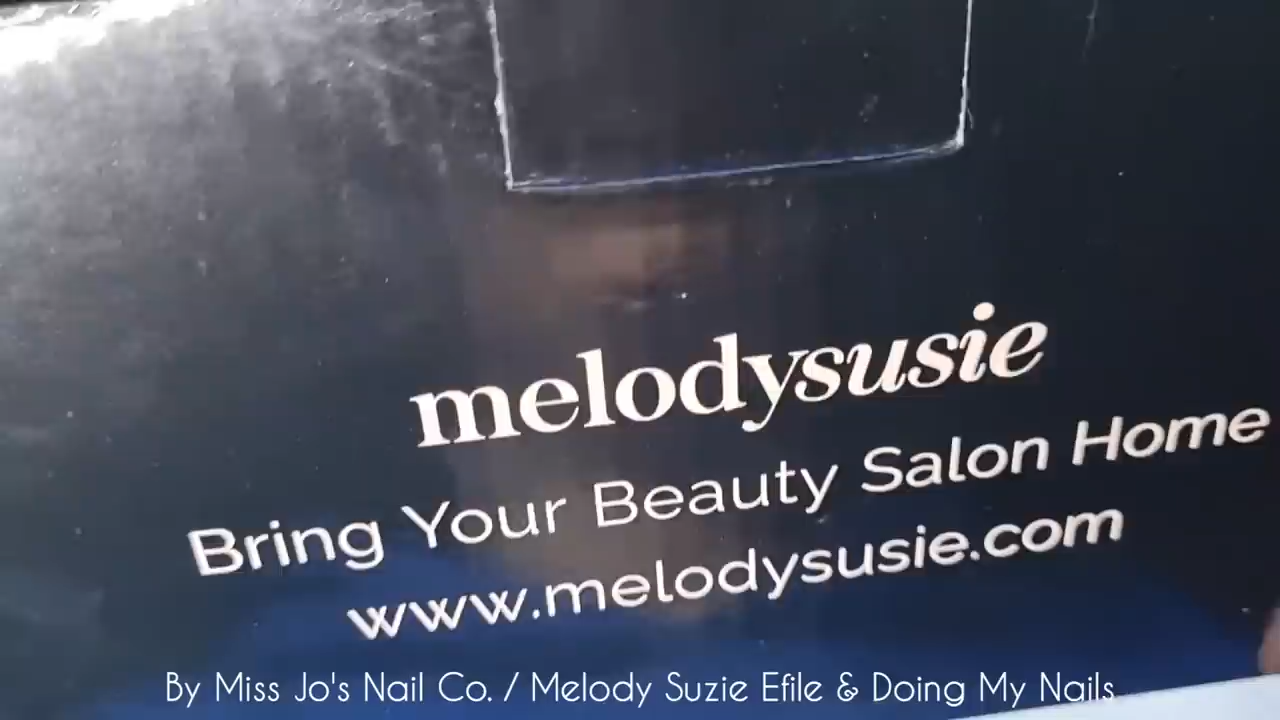 melodysusie
Bring Your Beauty Salon Home
www.melodysusie.com
By Miss Jo's Nail Co. / Melody Suzie Efile & Doing My Nails